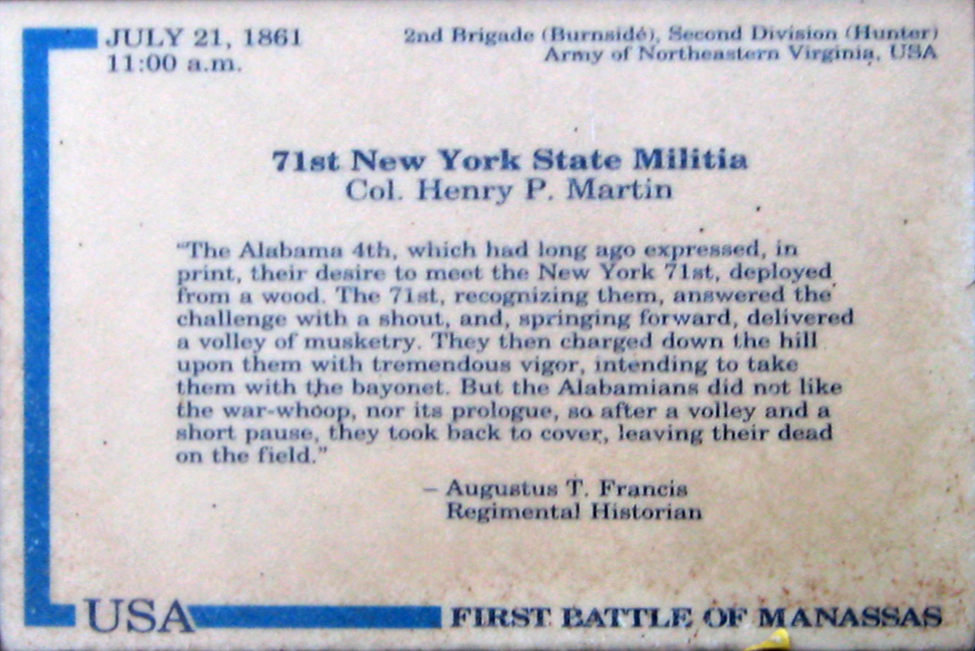 JULY 21, 1861
11:00 a.m.
2nd Brigade (Burnside), Second Division (Hunter)
Army of Northeastern Virginia, USA
71st New York State Militia
Col. Henry P. Martin
“The Alabama 4th, which had long ago expressed, in
print, their desire to meet the New York 71st, deployed
from a wood. The 71st, recognizing them, answered the
challenge with a shout, and, springing forward, delivered
a volley of musketry. They then charged down the hill
upon them with tremendous vigor, intending to take
them with the bayonet. But the Alabamians did not like
the war-whoop, nor its prologue, so after a volley and a
short pause, they took back to cover, leaving their dead
on the field.”
– Augustus T. Francis
Regimental Historian
USA
FIRST BATTLE OF MANASSAS